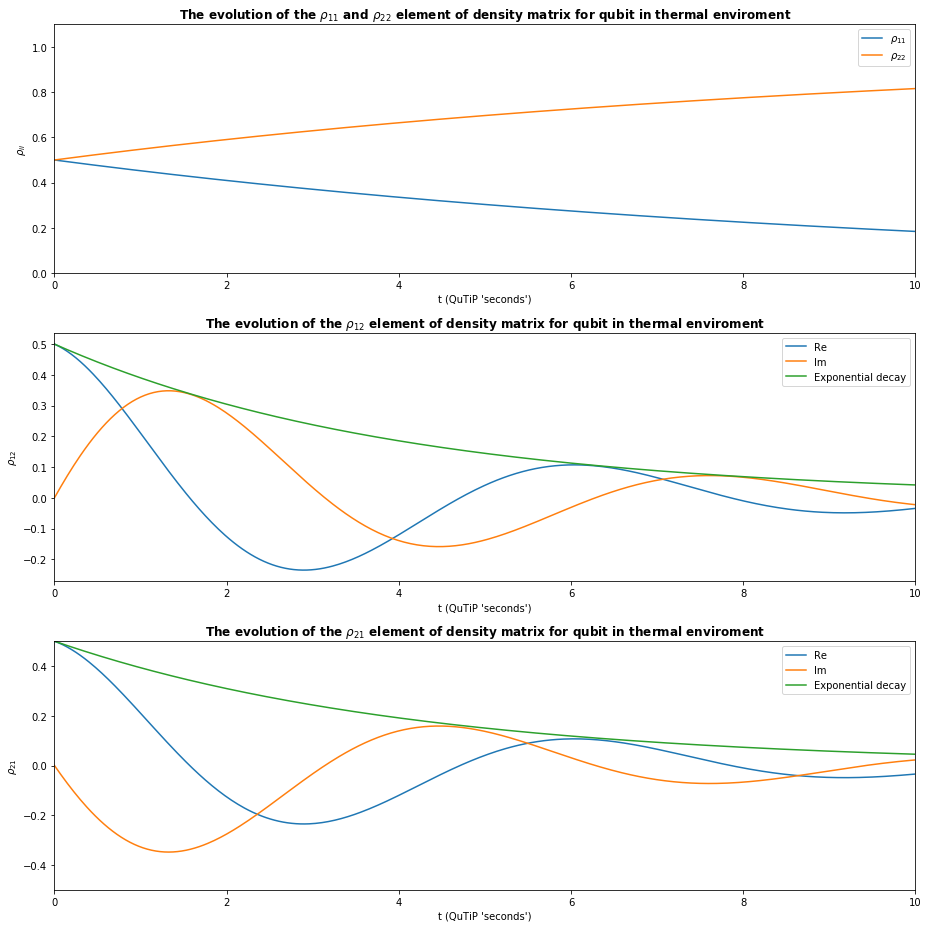 The evolution of the ρ₁₁ and ρ₂₂ element of density matrix for qubit in thermal enviroment
1.0
0.8
0.6
0.4
0.2
0.0
ρᵢᵢ
ρ₁₁
ρ₂₂
0 2 4 6 8 10
t (QuTiP 'seconds')
The evolution of the ρ₁₂ element of density matrix for qubit in thermal enviroment
0.5
0.4
0.3
0.2
0.1
0.0
−0.1
−0.2
ρ₁₂
Re
Im
Exponential decay
0 2 4 6 8 10
t (QuTiP 'seconds')
The evolution of the ρ₂₁ element of density matrix for qubit in thermal enviroment
0.4
0.2
0.0
−0.2
−0.4
ρ₂₁
Re
Im
Exponential decay
0 2 4 6 8 10
t (QuTiP 'seconds')